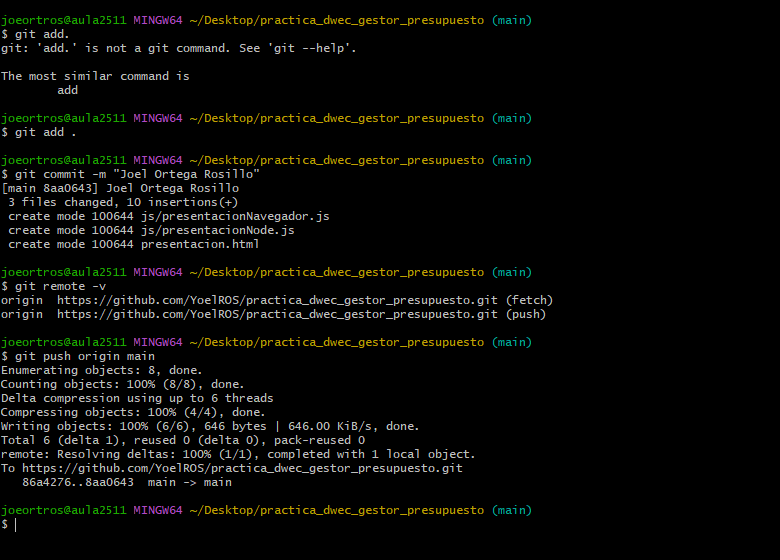 joeortros@aula2511 MINGW64 ~/Desktop/practica_dwec_gestor_presupuesto (main)
$ git add.
git: 'add.' is not a git command. See 'git --help'.
The most similar command is
        add
joeortros@aula2511 MINGW64 ~/Desktop/practica_dwec_gestor_presupuesto (main)
$ git add .
joeortros@aula2511 MINGW64 ~/Desktop/practica_dwec_gestor_presupuesto (main)
$ git commit -m "Joel Ortega Rosillo"
[main 8aa0643] Joel Ortega Rosillo
 3 files changed, 10 insertions(+)
 create mode 100644 js/presentacionNavegador.js
 create mode 100644 js/presentacionNode.js
 create mode 100644 presentacion.html
joeortros@aula2511 MINGW64 ~/Desktop/practica_dwec_gestor_presupuesto (main)
$ git remote -v
origin  https://github.com/YoelROS/practica_dwec_gestor_presupuesto.git (fetch)
origin  https://github.com/YoelROS/practica_dwec_gestor_presupuesto.git (push)
joeortros@aula2511 MINGW64 ~/Desktop/practica_dwec_gestor_presupuesto (main)
$ git push origin main
Enumerating objects: 8, done.
Counting objects: 100% (8/8), done.
Delta compression using up to 6 threads
Compressing objects: 100% (4/4), done.
Writing objects: 100% (6/6), 646 bytes | 646.00 KiB/s, done.
Total 6 (delta 1), reused 0 (delta 0), pack-reused 0
remote: Resolving deltas: 100% (1/1), completed with 1 local object.
To https://github.com/YoelROS/practica_dwec_gestor_presupuesto.git
   86a4276..8aa0643  main -> main
joeortros@aula2511 MINGW64 ~/Desktop/practica_dwec_gestor_presupuesto (main)
$